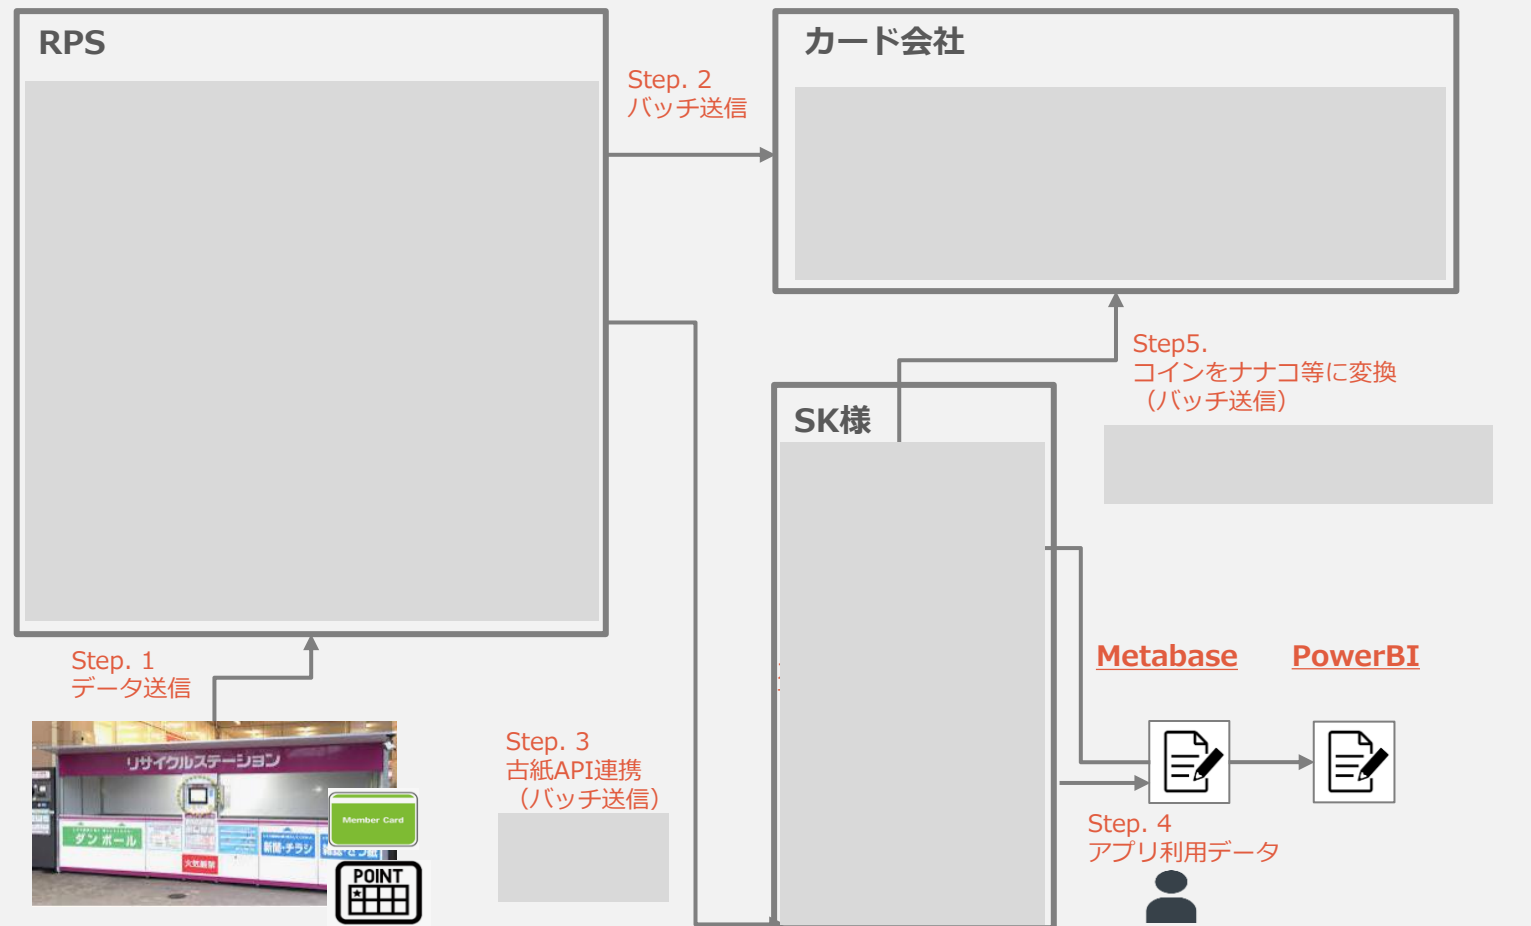 RPS
カード会社
Step. 2
バッチ送信
Step5.
コインをナナコ等に変換
（バッチ送信）
SK様
Step. 1
データ送信
Metabase
PowerBI
リサイクルステーション
ダンボール
火気厳禁
新聞・チラシ
Member Card
POINT
Step. 3
古紙API連携
（バッチ送信）
Step. 4
アプリ利用データ